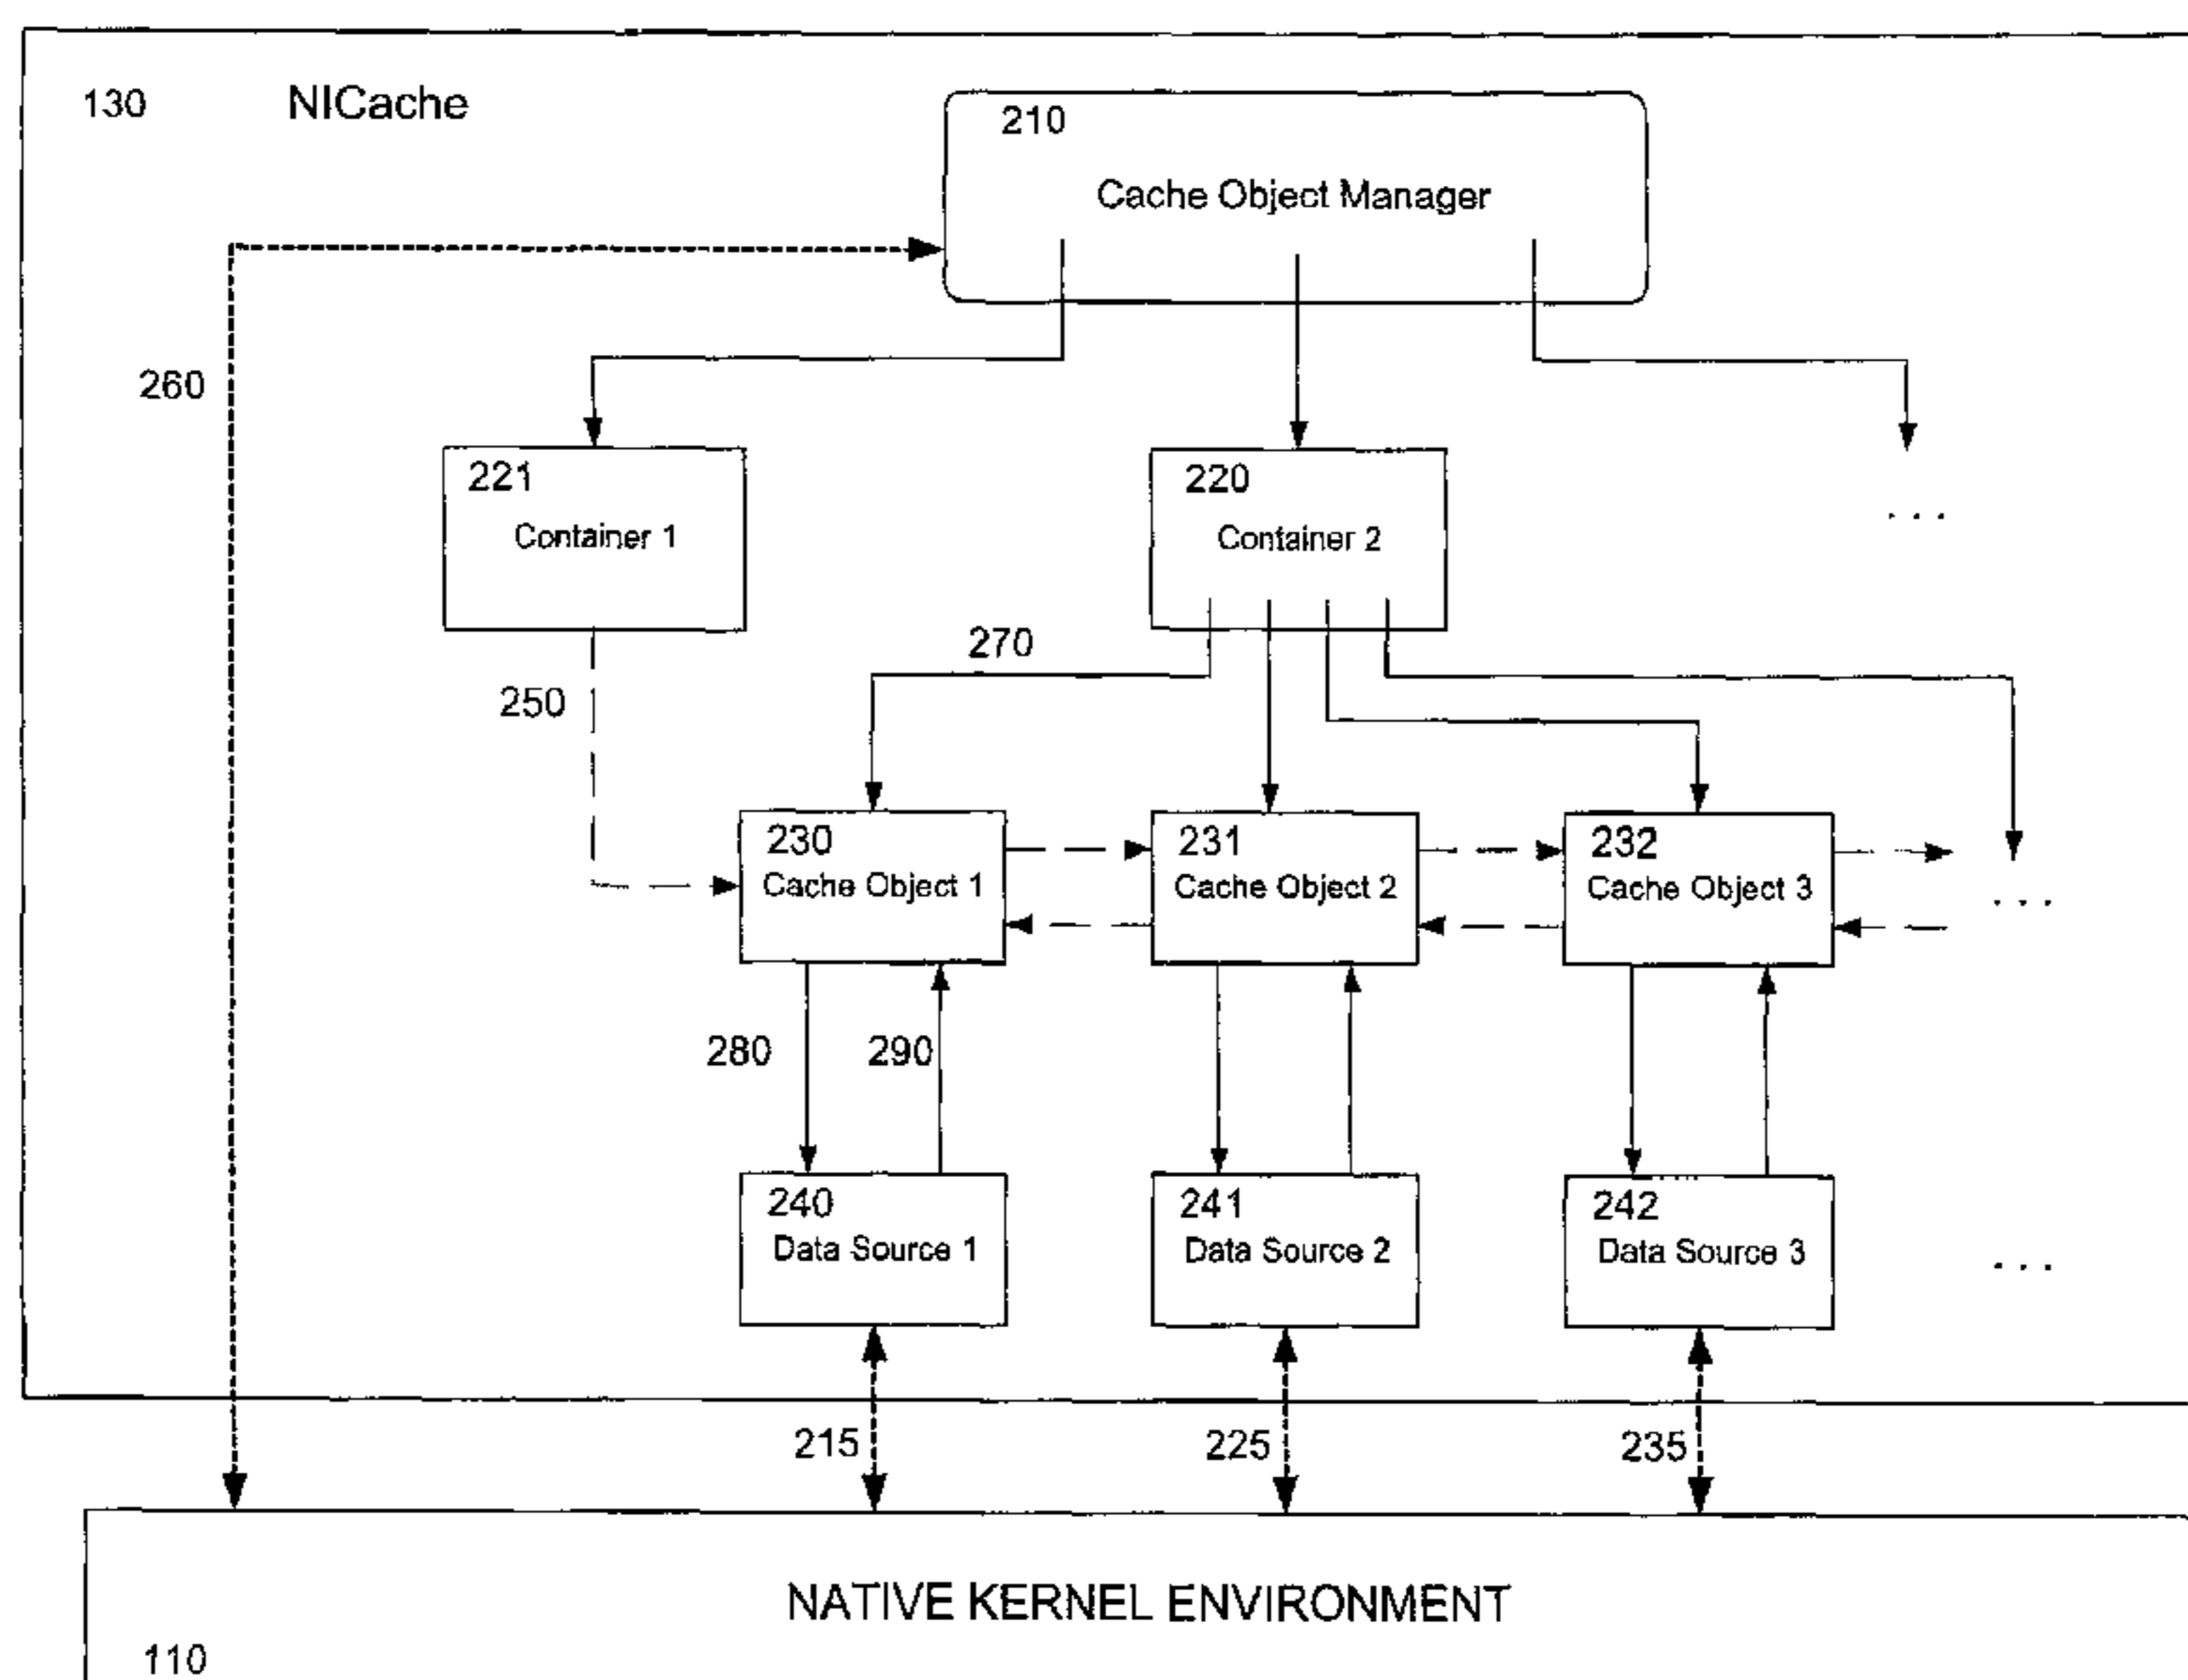 130 NICache
210
Cache Object Manager
260
221
Container 1
220
Container 2
. . .
270
250
230
Cache Object 1
231
Cache Object 2
232
Cache Object 3
. . .
280
290
240
Data Source 1
241
Data Source 2
242
Data Source 3
. . .
215
225
235
NATIVE KERNEL ENVIRONMENT
110